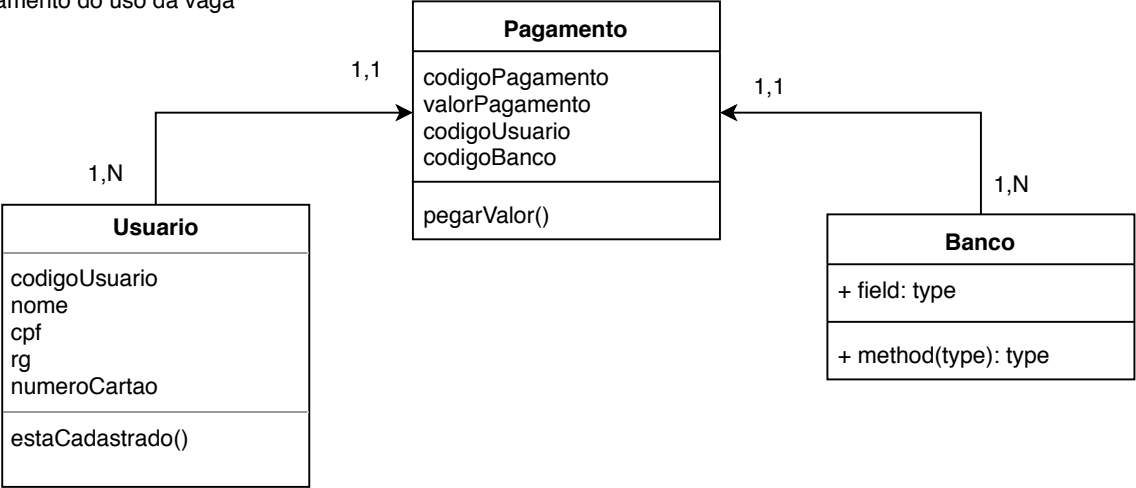 do uso da vaga
Pagamento
codigoPagamento
valorPagamento
codigoUsuario
codigoBanco
pegarValor()
1,1
1,1
1,N
1,N
Usuario
codigoUsuario
nome
cpf
rg
numeroCartao
estaCadastrado()
Banco
+ field: type
+ method(type): type